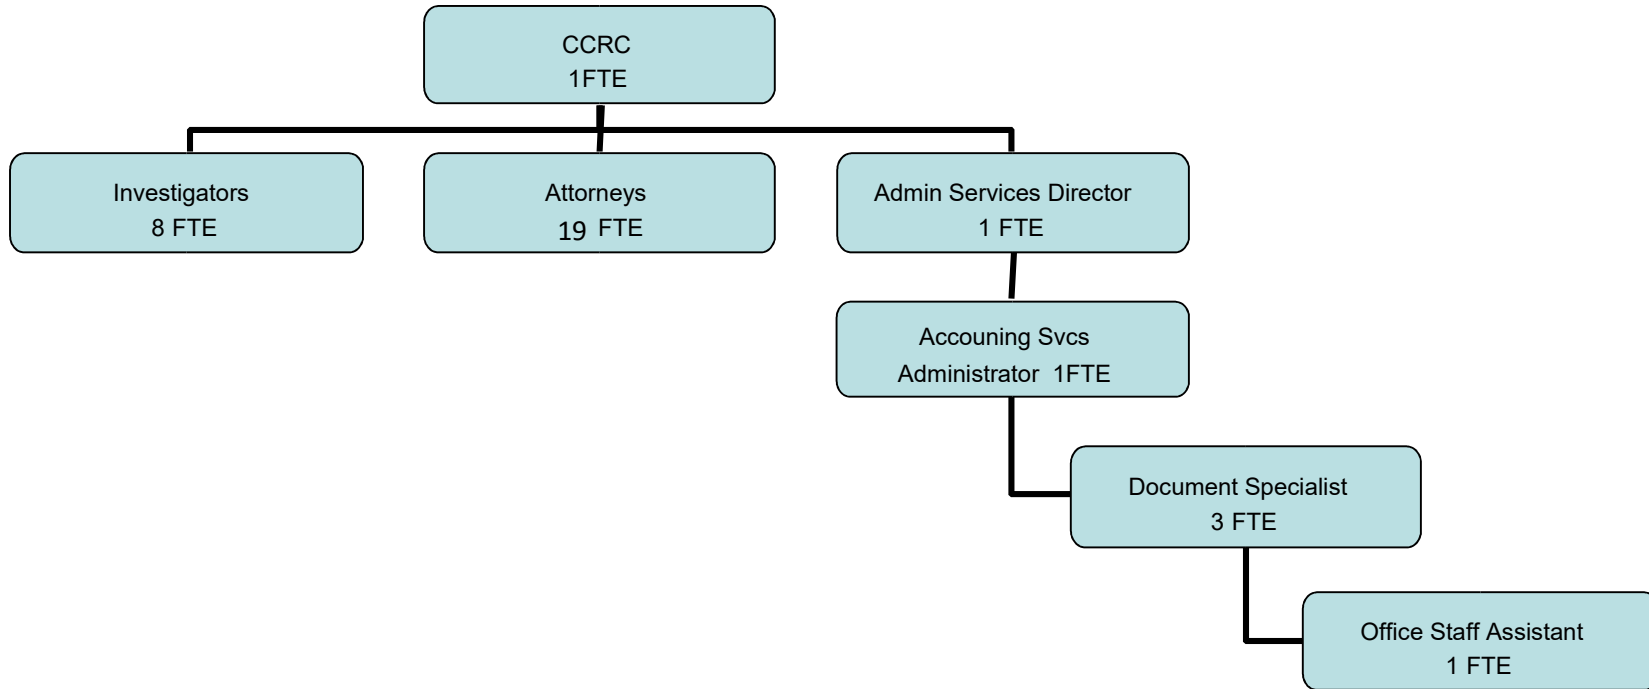 CCRC
1FTE
Investigators
8 FTE
Attorneys
19 FTE
Admin Services Director
1 FTE
Accouning Svcs
Administrator 1FTE
Document Specialist
3 FTE
Office Staff Assistant
1 FTE